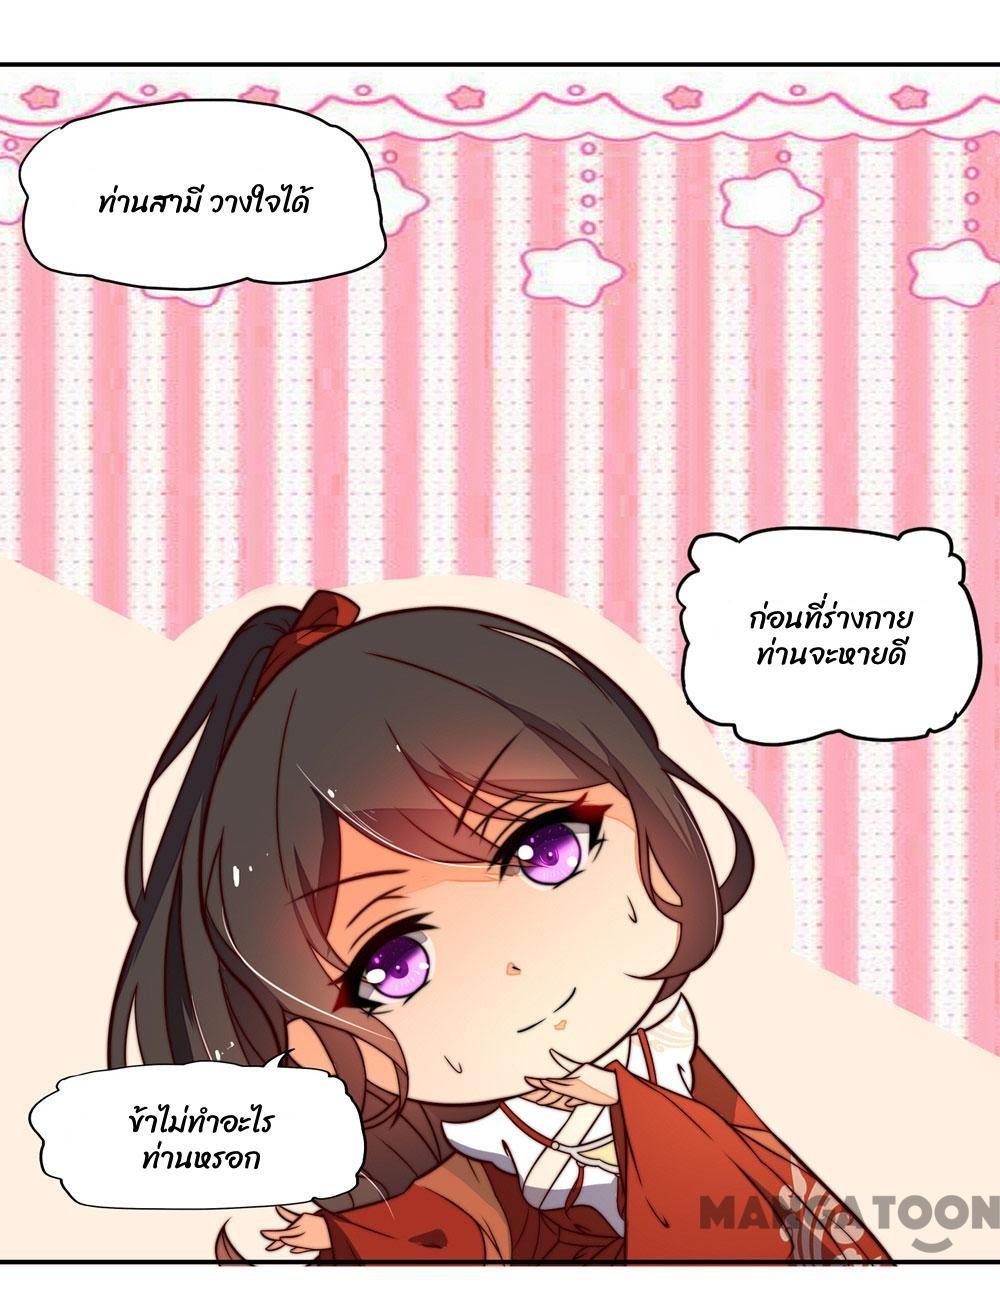 ท่านสามี วางใจได้
ก่อนที่ร่างกาย
ท่านจะหายดี
ข้าไม่ทำอะไร
ท่านหรอก
MANGATOON